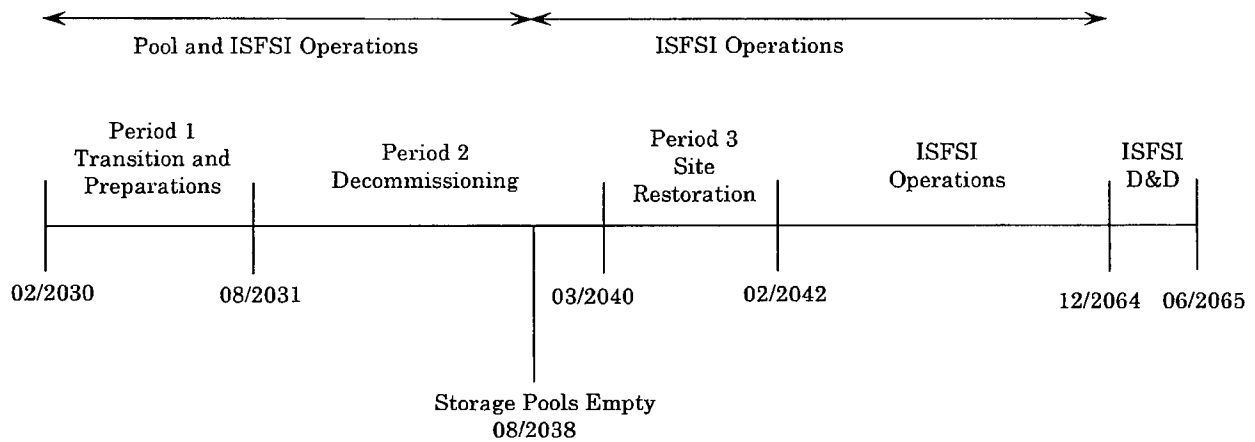 Pool and ISFSI Operations
ISFSI Operations
Period 1
Transition and
Preparations
Period 2
Decommissioning
Period 3
Site
Restoration
ISFSI
Operations
ISFSI
D&D
02/2030
08/2031
03/2040
02/2042
12/2064
06/2065
Storage Pools Empty
08/2038